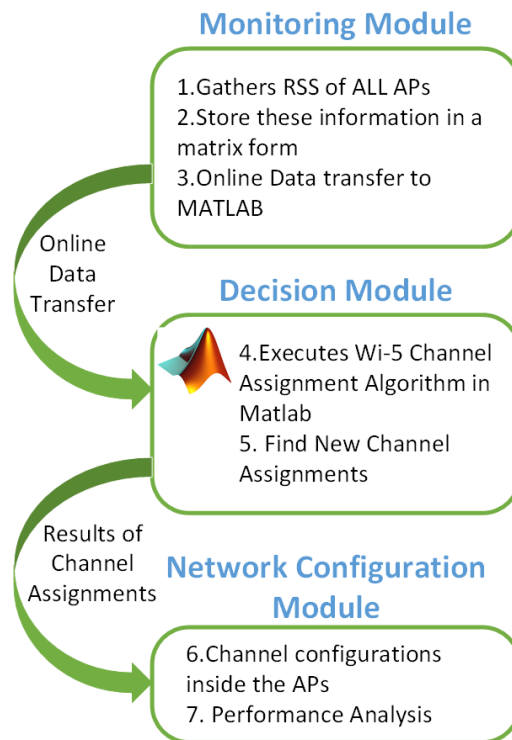 Monitoring Module
1.Gathers RSS of ALL APs
2.Store these information in a
matrix form
3.Online Data transfer to
MATLAB
Online
Data
Transfer
Decision Module
4.Executes Wi-5 Channel
Assignment Algorithm in
Matlab
5. Find New Channel
Assignments
Results of
Channel
Assignments
Network Configuration
Module
6.Channel configurations
inside the APs
7. Performance Analysis